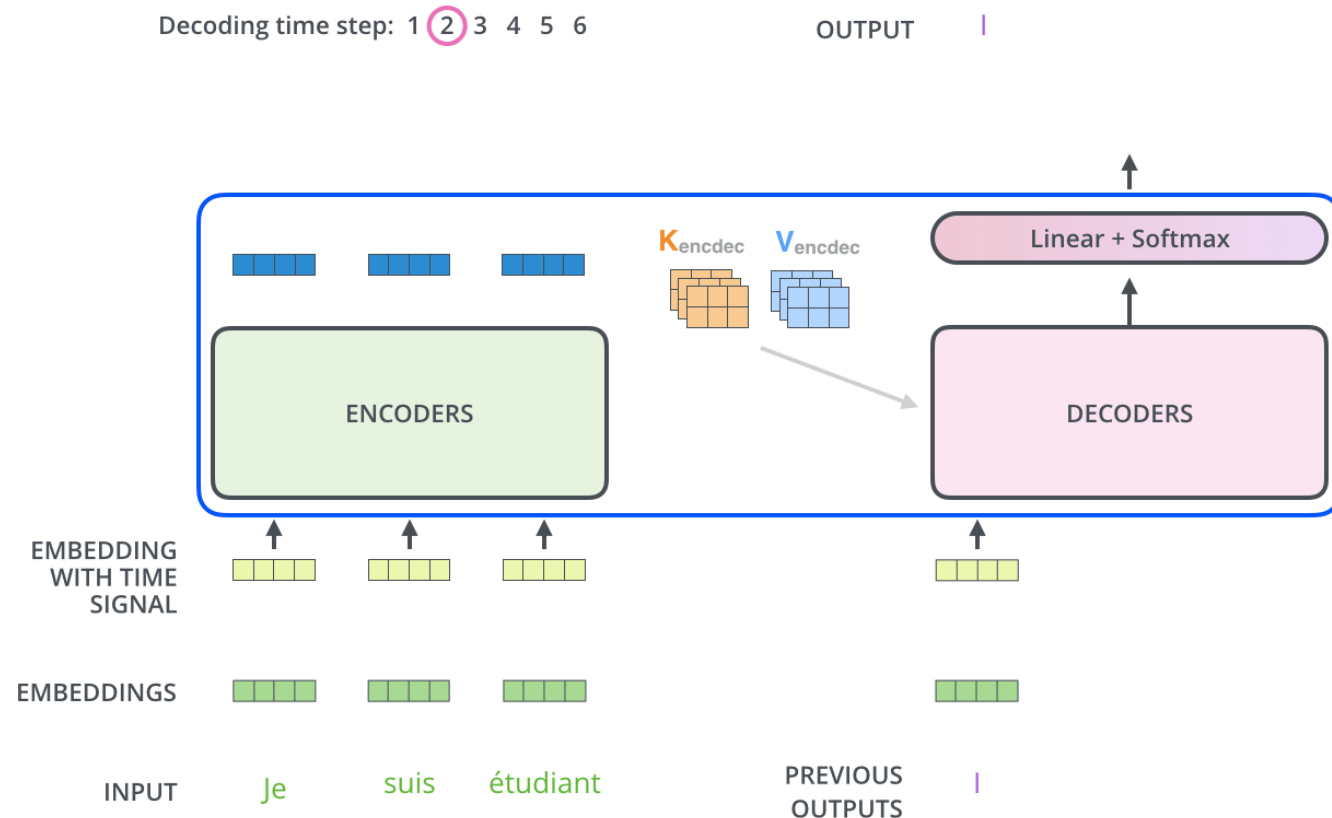 Decoding time step: 1 2 3 4 5 6
OUTPUT I
Kencdec Vencdec
Linear + Softmax
ENCODERS
DECODERS
EMBEDDING
WITH TIME
SIGNAL
EMBEDDINGS
INPUT Je suis étudiant
PREVIOUS
OUTPUTS I